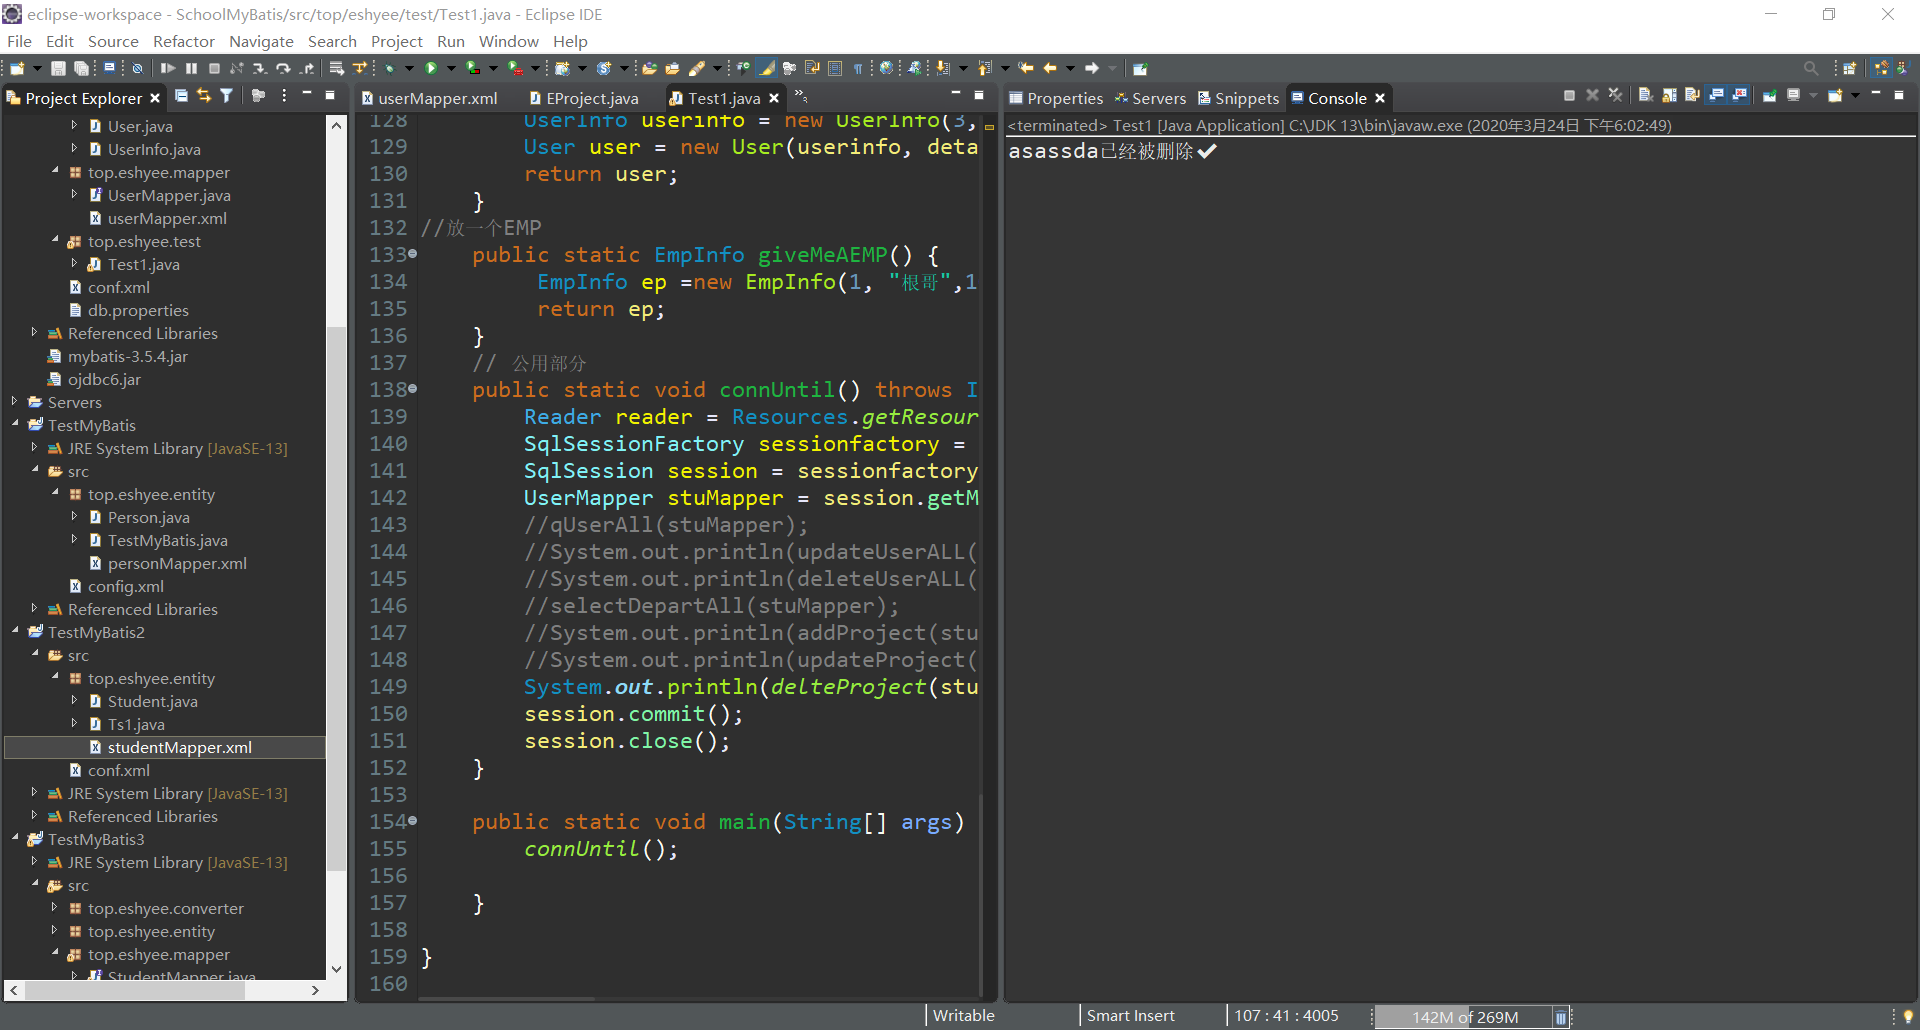 eclipse-workspace - SchoolMyBatis/src/top/eshyee/test/Test1.java - Eclipse IDE
File Edit Source Refactor Navigate Search Project Run Window Help
Project Explorer
User.java
UserInfo.java
top.eshyee.mapper
UserMapper.java
userMapper.xml
top.eshyee.test
Test1.java
conf.xml
db.properties
Referenced Libraries
mybatis-3.5.4.jar
ojdbc6.jar
Servers
TestMyBatis
JRE System Library [JavaSE-13]
src
top.eshyee.entity
Person.java
TestMyBatis.java
personMapper.xml
config.xml
Referenced Libraries
TestMyBatis2
src
top.eshyee.entity
Student.java
Ts1.java
studentMapper.xml
conf.xml
JRE System Library [JavaSE-13]
Referenced Libraries
TestMyBatis3
JRE System Library [JavaSE-13]
src
top.eshyee.converter
top.eshyee.entity
top.eshyee.mapper
StudentMapper.java
userMapper.xml EProject.java Test1.java
128 UserInfo userinfo = new UserInfo(3,
129 User user = new User(userinfo, deta
130 return user;
131 }
132 //放一个EMP
133 public static EmpInfo giveMeAEMP() {
134 EmpInfo ep =new EmpInfo(1, "根哥",1
135 return ep;
136 }
137 // 公用部分
138 public static void connUntil() throws I
139 Reader reader = Resources.getResour
140 SqlSessionFactory sessionfactory =
141 SqlSession session = sessionfactory
142 UserMapper stuMapper = session.getM
143 //qUserAll(stuMapper);
144 //System.out.println(updateUserALL(
145 //System.out.println(deleteUserALL(
146 //selectDepartAll(stuMapper);
147 //System.out.println(addProject(stu
148 //System.out.println(updateProject(
149 System.out.println(delteProject(stu
150 session.commit();
151 session.close();
152 }
153
154 public static void main(String[] args)
155 connUntil();
156
157 }
158
159 }
160
Properties Servers Snippets Console
<terminated> Test1 [Java Application] C:\JDK 13\bin\javaw.exe (2020年3月24日 下午6:02:49)
asassda已经被删除✔
Writable Smart Insert 107 : 41 : 4005 142M of 269M